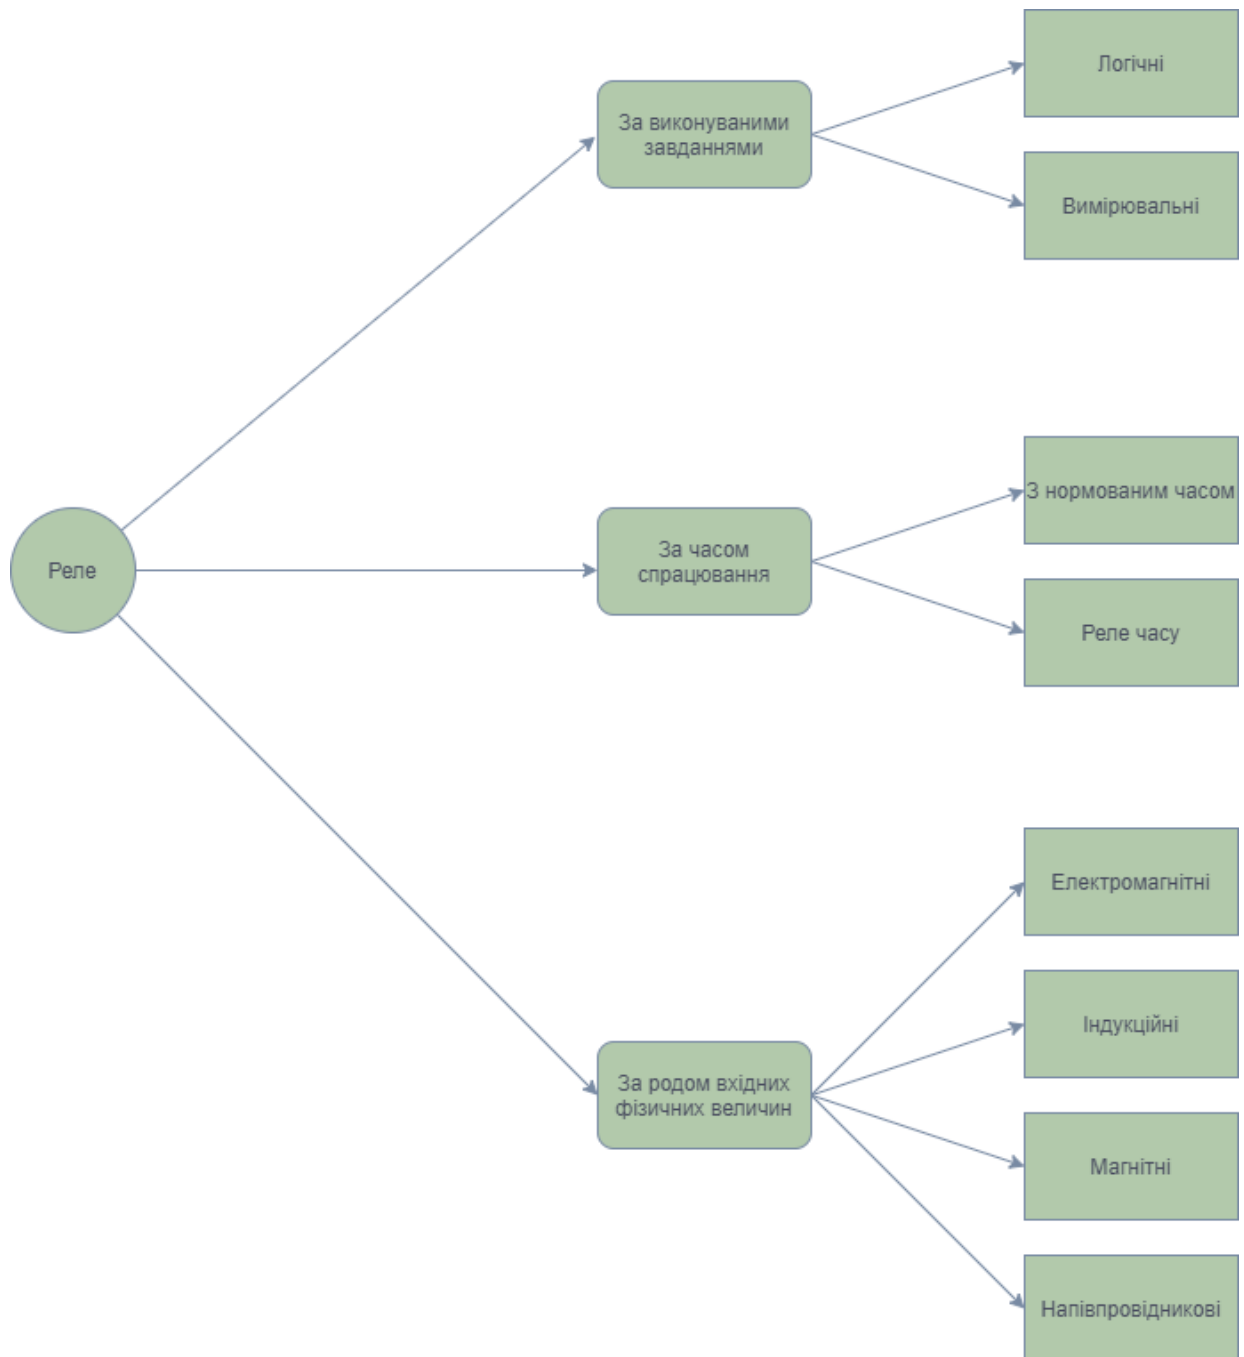 Реле
За виконуваними
завданнями
Логічні
Вимірювальні
За часом
спрацювання
З нормованим часом
Реле часу
За родом вхідних
фізичних величин
Електромагнітні
Індукційні
Магнітні
Напівпровідникові